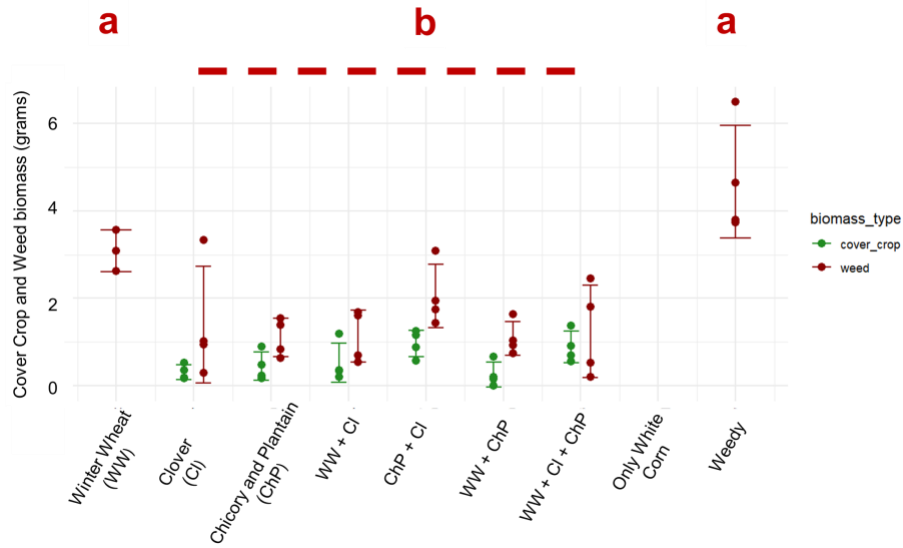 a
b
a
Cover Crop and Weed biomass (grams)
6
4
2
0
biomass_type
cover_crop
weed
Winter Wheat
(WW)
Clover
(Cl)
Chicory and Plantain
(ChP)
WW + Cl
ChP + Cl
WW + ChP
WW + Cl + ChP
Only White
Corn
Weedy